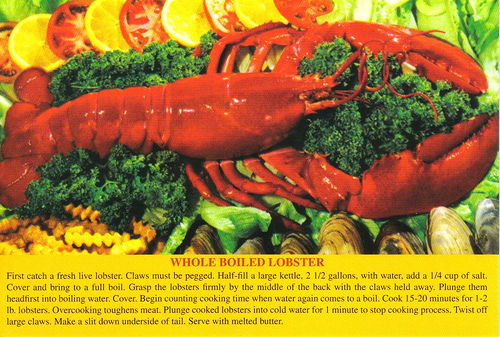 WHOLE BOILED LOBSTER
First catch a fresh live lobster. Claws must be pegged. Half-fill a large kettle, 2 1/2 gallons, with water, add a 1/4 cup of salt.
Cover and bring to a full boil. Grasp the lobsters firmly by the middle of the back with the claws held away. Plunge them
headfirst into boiling water. Cover. Begin counting cooking time when water again comes to a boil. Cook 15-20 minutes for 1-2
lb. lobsters. Overcooking toughens meat. Plunge cooked lobsters into cold water for 1 minute to stop cooking process. Twist off
large claws. Make a slit down underside of tail. Serve with melted butter.